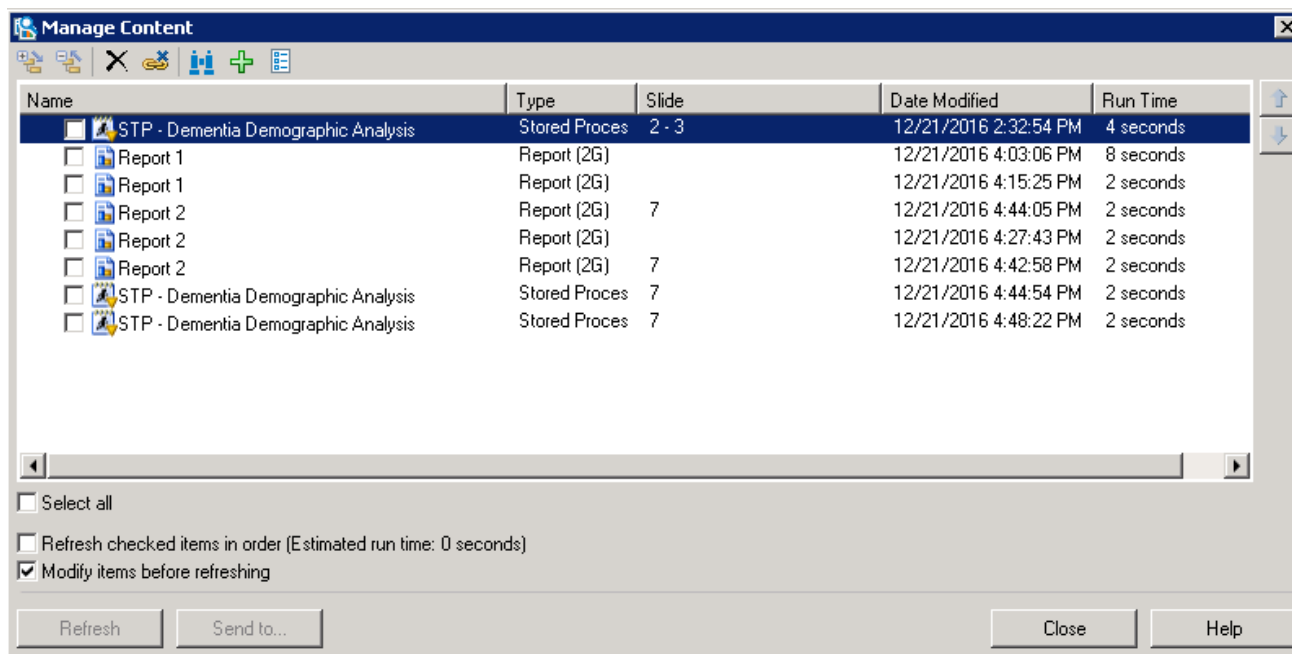 Manage Content
Name Type Slide Date Modified Run Time
STP - Dementia Demographic Analysis Stored Proces 2 - 3 12/21/2016 2:32:54 PM 4 seconds
Report 1 Report (2G) 12/21/2016 4:03:06 PM 8 seconds
Report 1 Report (2G) 12/21/2016 4:15:25 PM 2 seconds
Report 2 Report (2G) 7 12/21/2016 4:44:05 PM 2 seconds
Report 2 Report (2G) 12/21/2016 4:27:43 PM 2 seconds
Report 2 Report (2G) 7 12/21/2016 4:42:58 PM 2 seconds
STP - Dementia Demographic Analysis Stored Proces 7 12/21/2016 4:44:54 PM 2 seconds
STP - Dementia Demographic Analysis Stored Proces 7 12/21/2016 4:48:22 PM 2 seconds
Select all
Refresh checked items in order (Estimated run time: 0 seconds)
Modify items before refreshing
Refresh Send to... Close Help